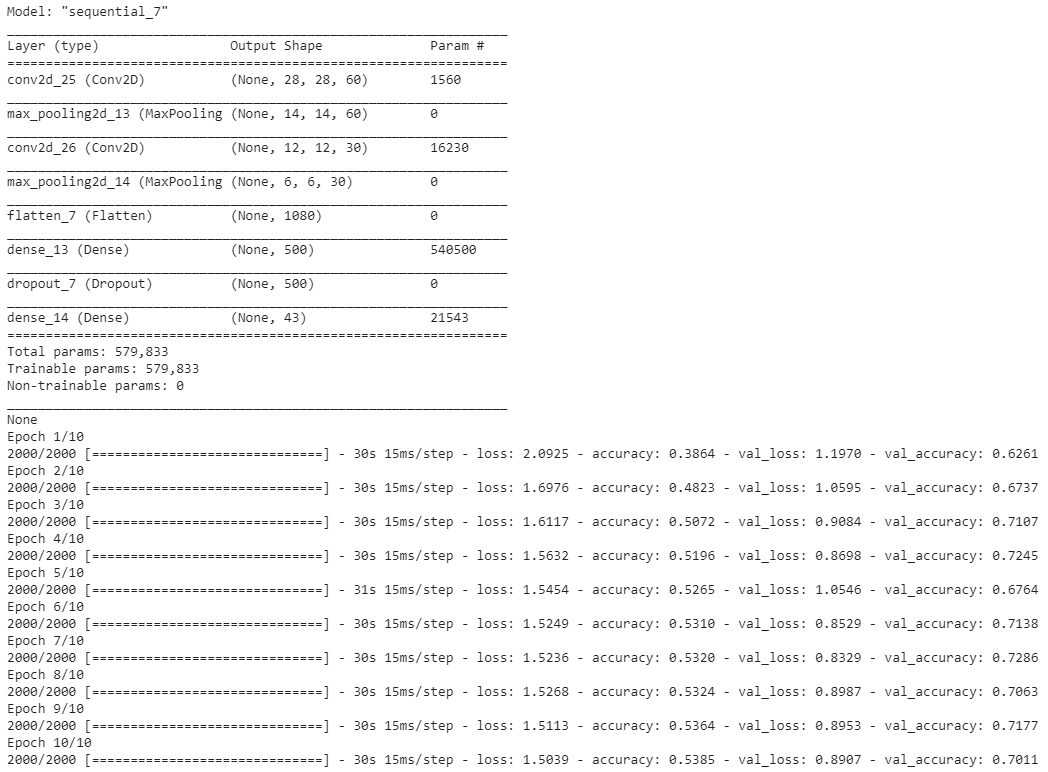 Model: "sequential_7"
_________________________________________________________________
Layer (type)                 Output Shape              Param #
=================================================================
conv2d_25 (Conv2D)           (None, 28, 28, 60)        1560
_________________________________________________________________
max_pooling2d_13 (MaxPooling (None, 14, 14, 60)        0
_________________________________________________________________
conv2d_26 (Conv2D)           (None, 12, 12, 30)        16230
_________________________________________________________________
max_pooling2d_14 (MaxPooling (None, 6, 6, 30)          0
_________________________________________________________________
flatten_7 (Flatten)          (None, 1080)              0
_________________________________________________________________
dense_13 (Dense)             (None, 500)               540500
_________________________________________________________________
dropout_7 (Dropout)          (None, 500)               0
_________________________________________________________________
dense_14 (Dense)             (None, 43)                21543
=================================================================
Total params: 579,833
Trainable params: 579,833
Non-trainable params: 0
_________________________________________________________________
None
Epoch 1/10
2000/2000 [==============================] - 30s 15ms/step - loss: 2.0925 - accuracy: 0.3864 - val_loss: 1.1970 - val_accuracy: 0.6261
Epoch 2/10
2000/2000 [==============================] - 30s 15ms/step - loss: 1.6976 - accuracy: 0.4823 - val_loss: 1.0595 - val_accuracy: 0.6737
Epoch 3/10
2000/2000 [==============================] - 30s 15ms/step - loss: 1.6117 - accuracy: 0.5072 - val_loss: 0.9084 - val_accuracy: 0.7107
Epoch 4/10
2000/2000 [==============================] - 30s 15ms/step - loss: 1.5632 - accuracy: 0.5196 - val_loss: 0.8698 - val_accuracy: 0.7245
Epoch 5/10
2000/2000 [==============================] - 31s 15ms/step - loss: 1.5454 - accuracy: 0.5265 - val_loss: 1.0546 - val_accuracy: 0.6764
Epoch 6/10
2000/2000 [==============================] - 30s 15ms/step - loss: 1.5249 - accuracy: 0.5310 - val_loss: 0.8529 - val_accuracy: 0.7138
Epoch 7/10
2000/2000 [==============================] - 30s 15ms/step - loss: 1.5236 - accuracy: 0.5320 - val_loss: 0.8329 - val_accuracy: 0.7286
Epoch 8/10
2000/2000 [==============================] - 30s 15ms/step - loss: 1.5268 - accuracy: 0.5324 - val_loss: 0.8987 - val_accuracy: 0.7063
Epoch 9/10
2000/2000 [==============================] - 30s 15ms/step - loss: 1.5113 - accuracy: 0.5364 - val_loss: 0.8953 - val_accuracy: 0.7177
Epoch 10/10
2000/2000 [==============================] - 30s 15ms/step - loss: 1.5039 - accuracy: 0.5385 - val_loss: 0.8907 - val_accuracy: 0.7011